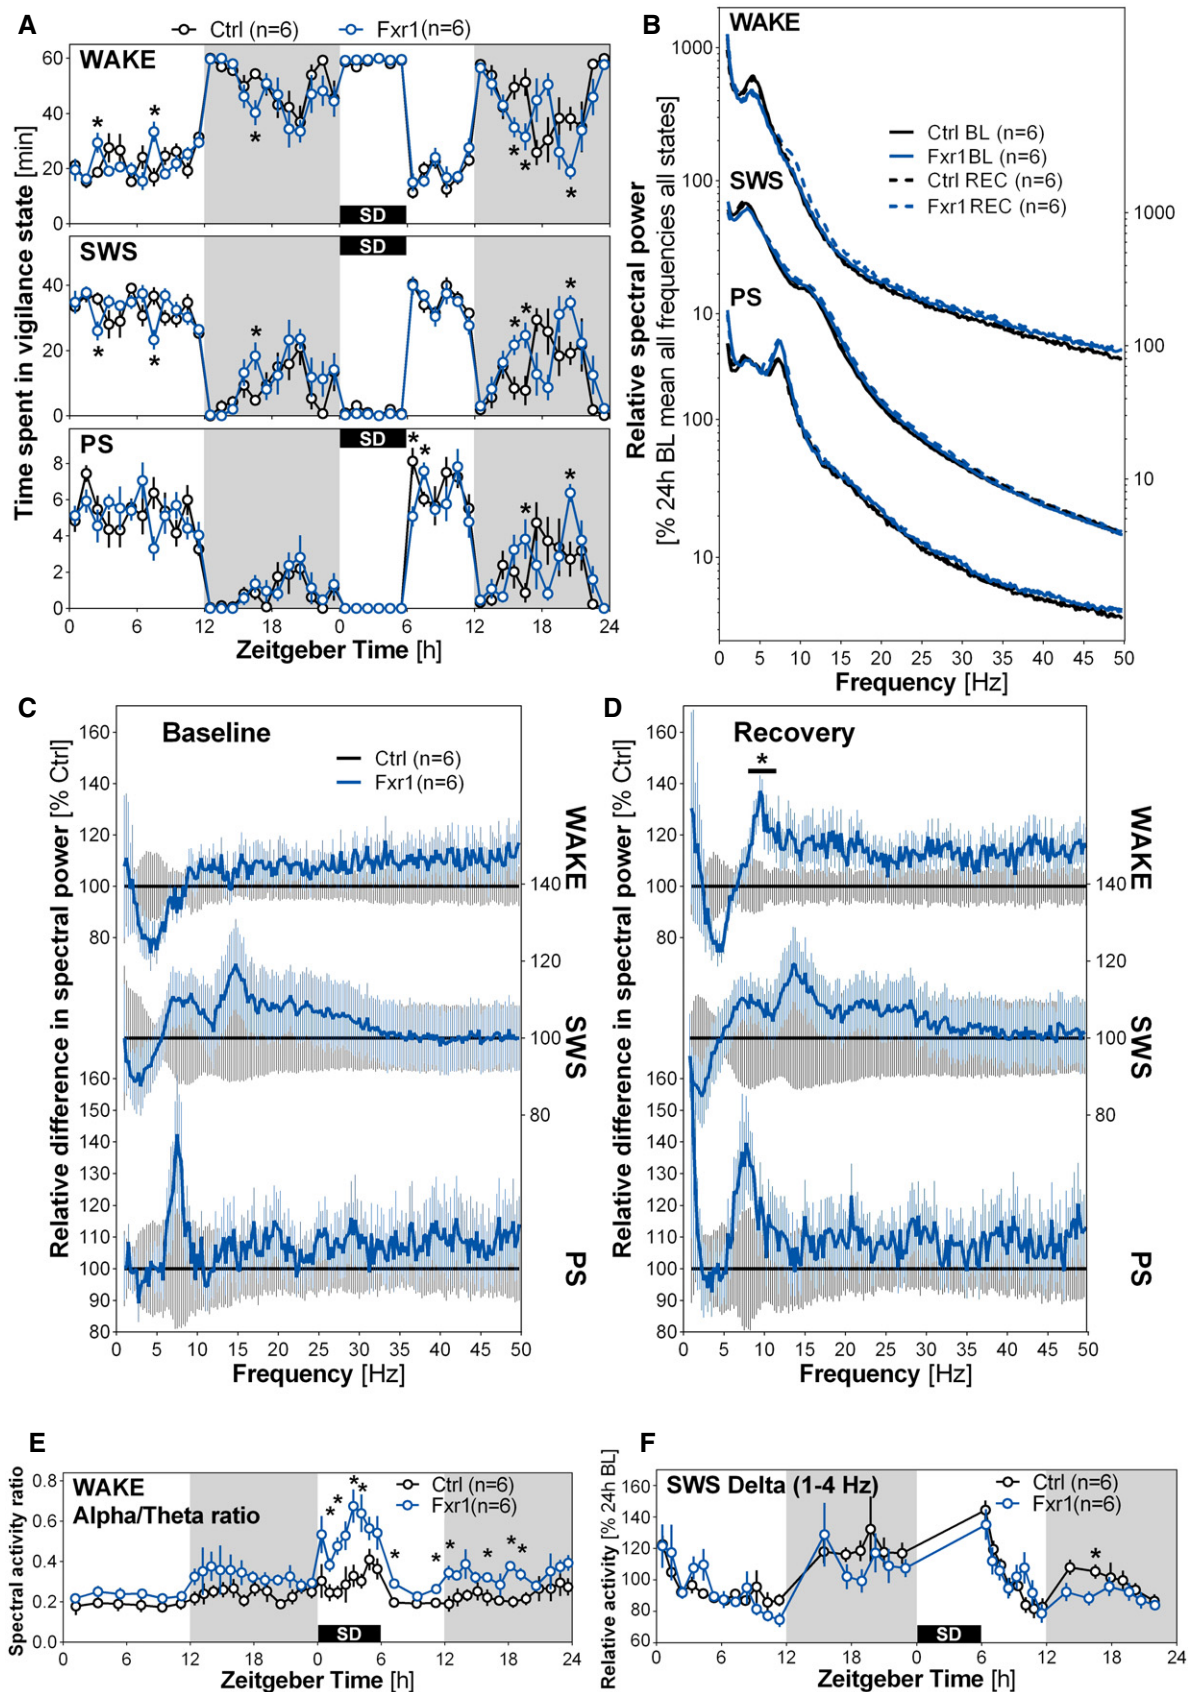 A
Ctrl (n=6)
Fxr1(n=6)
WAKE
60
40
20
0
*
*
*
*
*
*
SD
SWS
SD
40
20
0
*
*
*
*
*
*
PS
SD
8
6
4
2
0
*
*
*
*
0 6 12 18 0 6 12 18 24
Zeitgeber Time [h]
Time spent in vigilance state [min]
B
WAKE
SWS
PS
Ctrl BL (n=6)
Fxr1BL (n=6)
Ctrl REC (n=6)
Fxr1REC (n=6)
1000
100
10
100
10
1000
100
10
0 5 10 15 20 25 30 35 40 45 50
Frequency [Hz]
Relative spectral power
[% 24h BL mean all frequencies all states]
C
Baseline
Ctrl (n=6)
Fxr1(n=6)
160
140
120
100
80
160
150
140
130
120
110
100
90
80
140
120
100
80
WAKE
SWS
PS
0 5 10 15 20 25 30 35 40 45 50
Frequency [Hz]
Relative difference in spectral power [% Ctrl]
D
Recovery
*
160
140
120
100
80
160
150
140
130
120
110
100
90
80
140
120
100
80
WAKE
SWS
PS
0 5 10 15 20 25 30 35 40 45 50
Frequency [Hz]
Relative difference in spectral power [% Ctrl]
E
WAKE
Alpha/Theta ratio
Ctrl (n=6)
Fxr1(n=6)
0.8
0.6
0.4
0.2
0.0
*
*
*
*
*
*
*
*
*
*
SD
0 6 12 18 0 6 12 18 24
Zeitgeber Time [h]
Spectral activity ratio
F
SWS Delta (1-4 Hz)
Ctrl (n=6)
Fxr1(n=6)
160
140
120
100
80
60
*
SD
0 6 12 18 0 6 12 18 24
Zeitgeber Time [h]
Relative activity [% 24h BL]